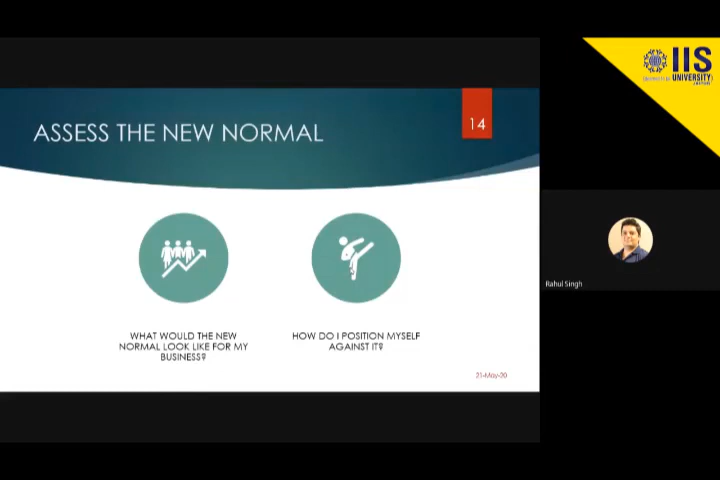 IIS
UNIVERSITY
ASSESS THE NEW NORMAL
14
WHAT WOULD THE NEW
NORMAL LOOK LIKE FOR MY
BUSINESS?
HOW DO I POSITION MYSELF
AGAINST IT?
21-May-20
Rahul Singh